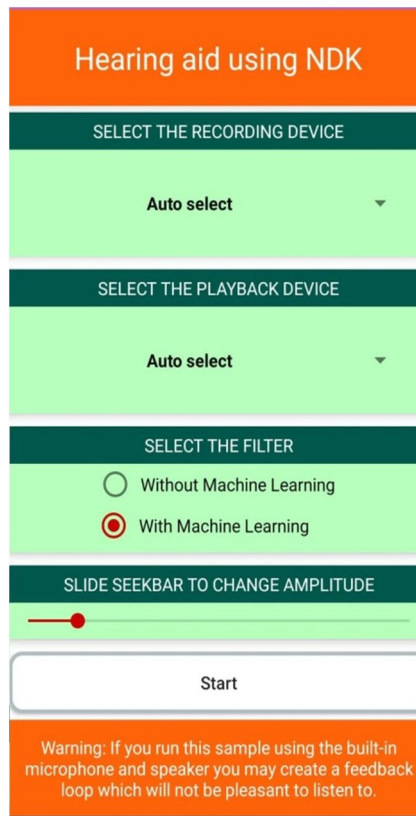 Hearing aid using NDK
SELECT THE RECORDING DEVICE
Auto select
SELECT THE PLAYBACK DEVICE
Auto select
SELECT THE FILTER
Without Machine Learning
With Machine Learning
SLIDE SEEKBAR TO CHANGE AMPLITUDE
Start
Warning: If you run this sample using the built-in
microphone and speaker you may create a feedback
loop which will not be pleasant to listen to.